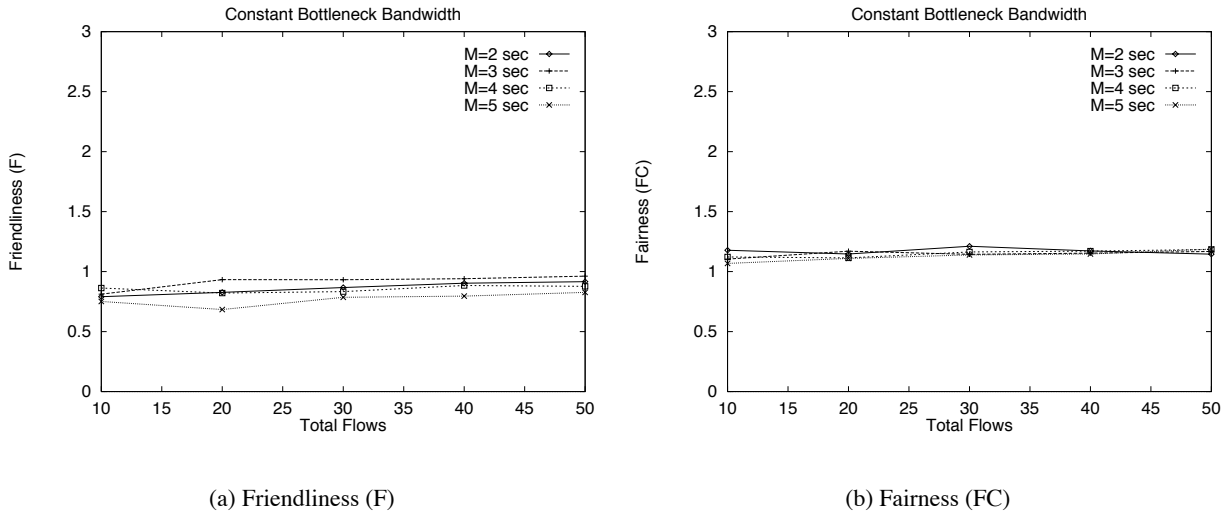 Constant Bottleneck Bandwidth
3
2.5
2
1.5
1
0.5
0
Friendliness (F)
M=2 sec
M=3 sec
M=4 sec
M=5 sec
10 15 20 25 30 35 40 45 50
Total Flows
(a) Friendliness (F)
Constant Bottleneck Bandwidth
3
2.5
2
1.5
1
0.5
0
Fairness (FC)
M=2 sec
M=3 sec
M=4 sec
M=5 sec
10 15 20 25 30 35 40 45 50
Total Flows
(b) Fairness (FC)